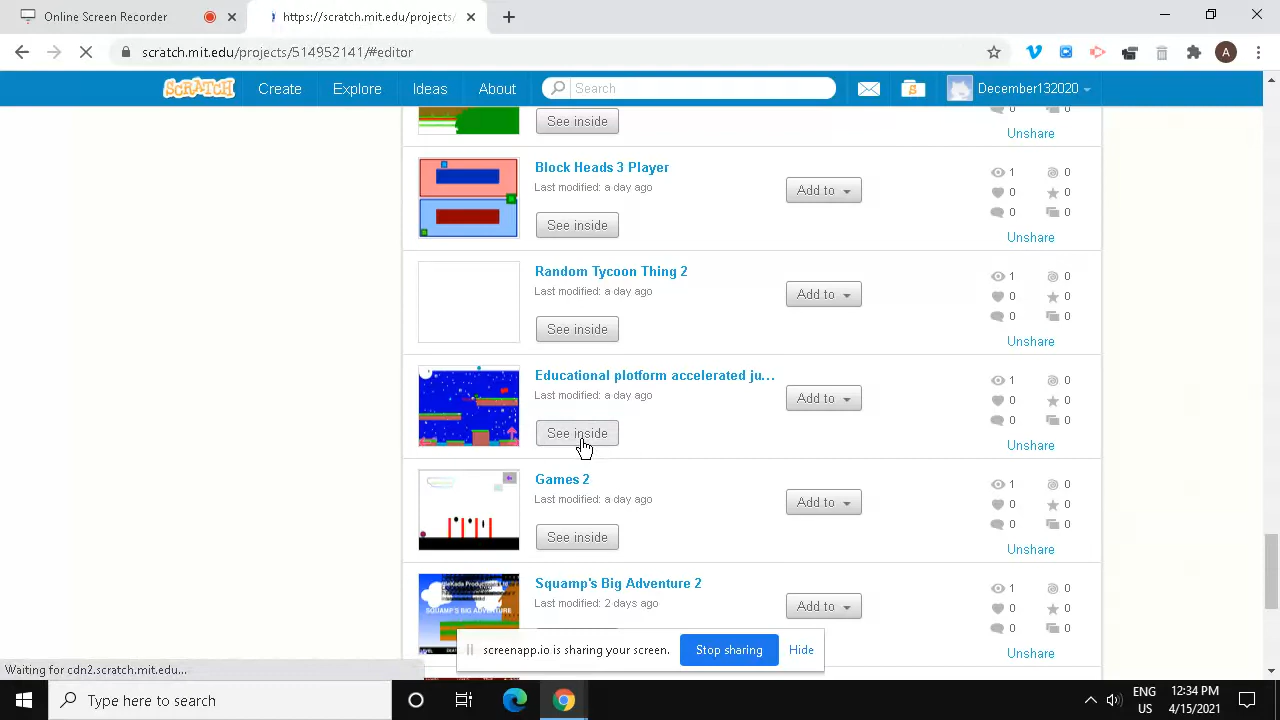 Online Screen Recorder
https://scratch.mit.edu/projects
scratch.mit.edu/projects/514952141/#editor
A
SCRATCH
Create
Explore
Ideas
About
Search
December132020
See inside
0
0
Unshare
Block Heads 3 Player
Last modified: a day ago
Add to
See inside
1
0
0
0
0
0
Unshare
Random Tycoon Thing 2
Last modified: a day ago
Add to
See inside
1
0
0
0
0
0
Unshare
Educational plotform accelerated ju...
Last modified: a day ago
Add to
See inside
1
0
0
0
0
0
Unshare
Games 2
Last modified: a day ago
Add to
See inside
1
0
0
0
0
0
Unshare
Squamp's Big Adventure 2
Last modified: 2 days ago
Add to
1
0
0
0
0
0
Unshare
SQUAMP'S BIG ADVENTURE
screenapp.io is sharing your screen.
Stop sharing
Hide
Waiting for cdn2.scratch.mit.edu...
Type here to search
ENG
US
12:34 PM
4/15/2021